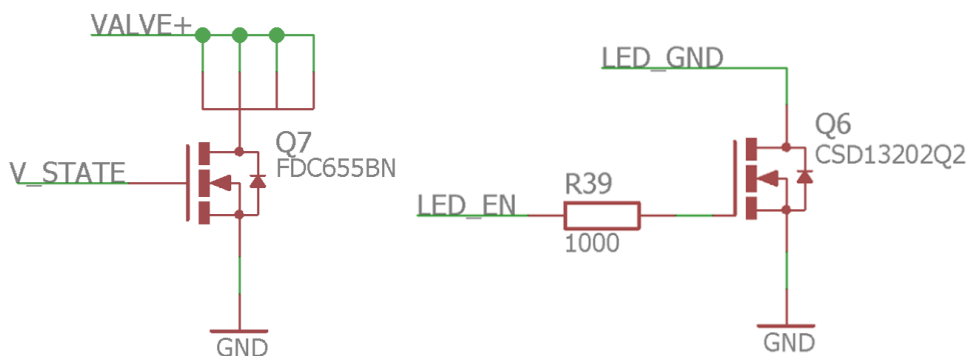 VALVE+
V_STATE
Q7
FDC655BN
GND
LED_GND
LED_EN
R39
1000
Q6
CSD13202Q2
GND